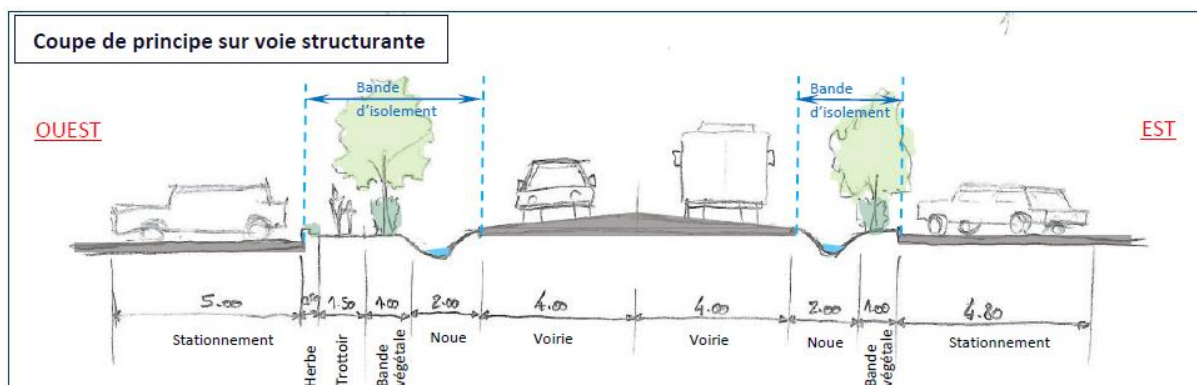 Coupe de principe sur voie structurante
OUEST
Bande
d'isolement
Bande
d'isolement
EST
5.00
1.50
1.00
2.00
4.00
4.00
2.00
1.00
4.80
Stationnement
Herbe
Trottoir
Bande
végétale
Noue
Voirie
Voirie
Noue
Bande
végétale
Stationnement